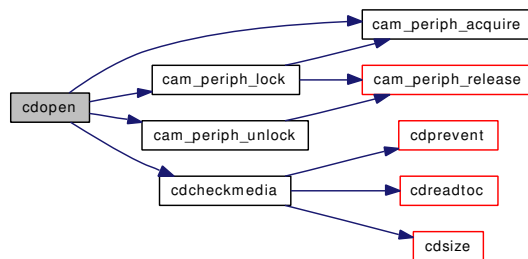 cam_periph_acquire
cam_periph_lock
cam_periph_release
cdopen
cam_periph_unlock
cdprevent
cdcheckmedia
cdreadtoc
cdsize